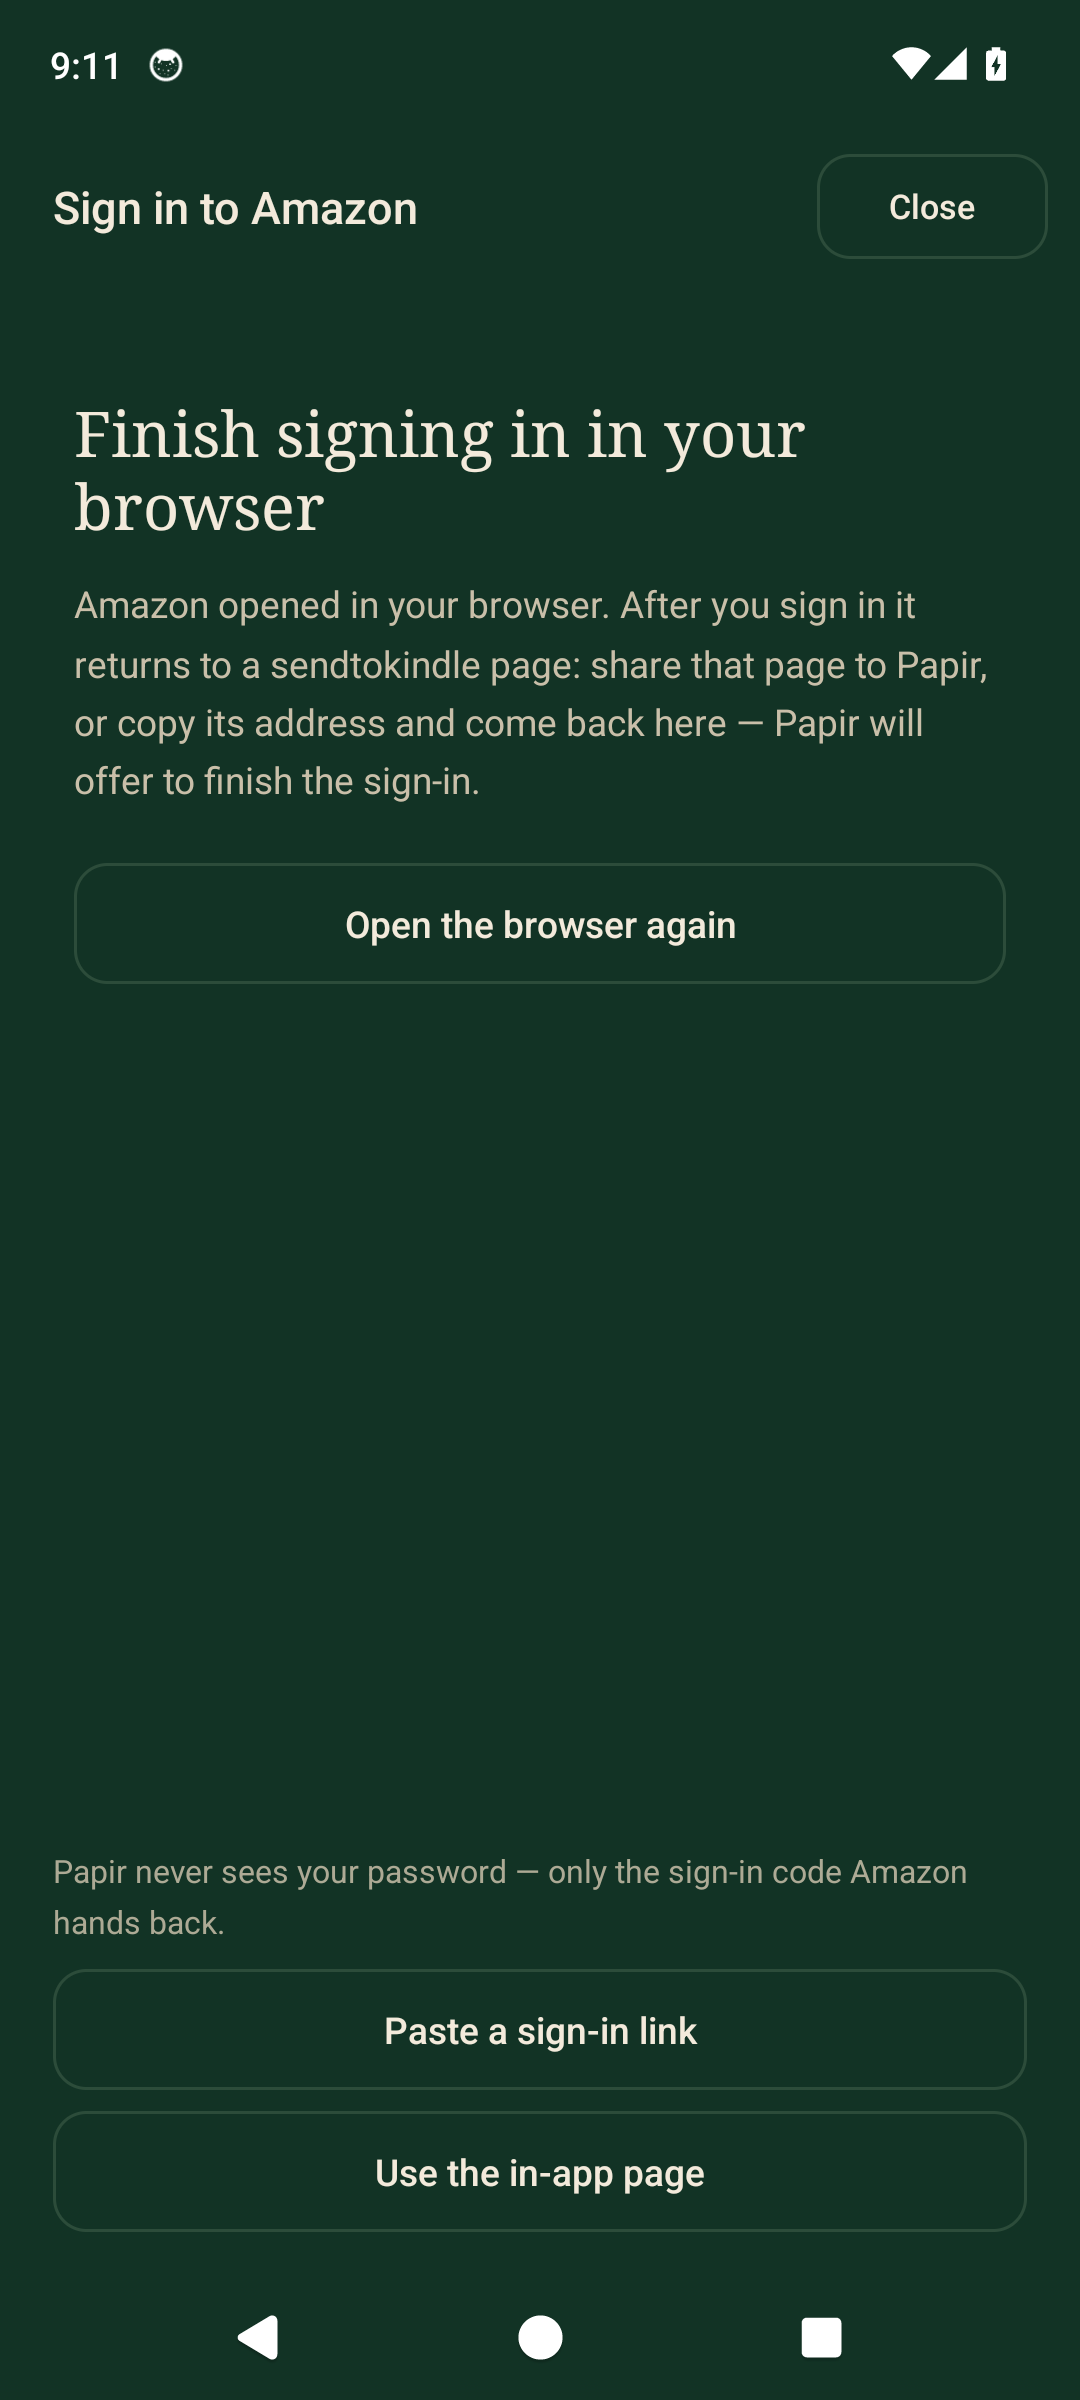 9:11
Sign in to Amazon
Close
Finish signing in in your
browser
Amazon opened in your browser. After you sign in it
returns to a sendtokindle page: share that page to Papir,
or copy its address and come back here — Papir will
offer to finish the sign-in.
Open the browser again
Papir never sees your password — only the sign-in code Amazon
hands back.
Paste a sign-in link
Use the in-app page